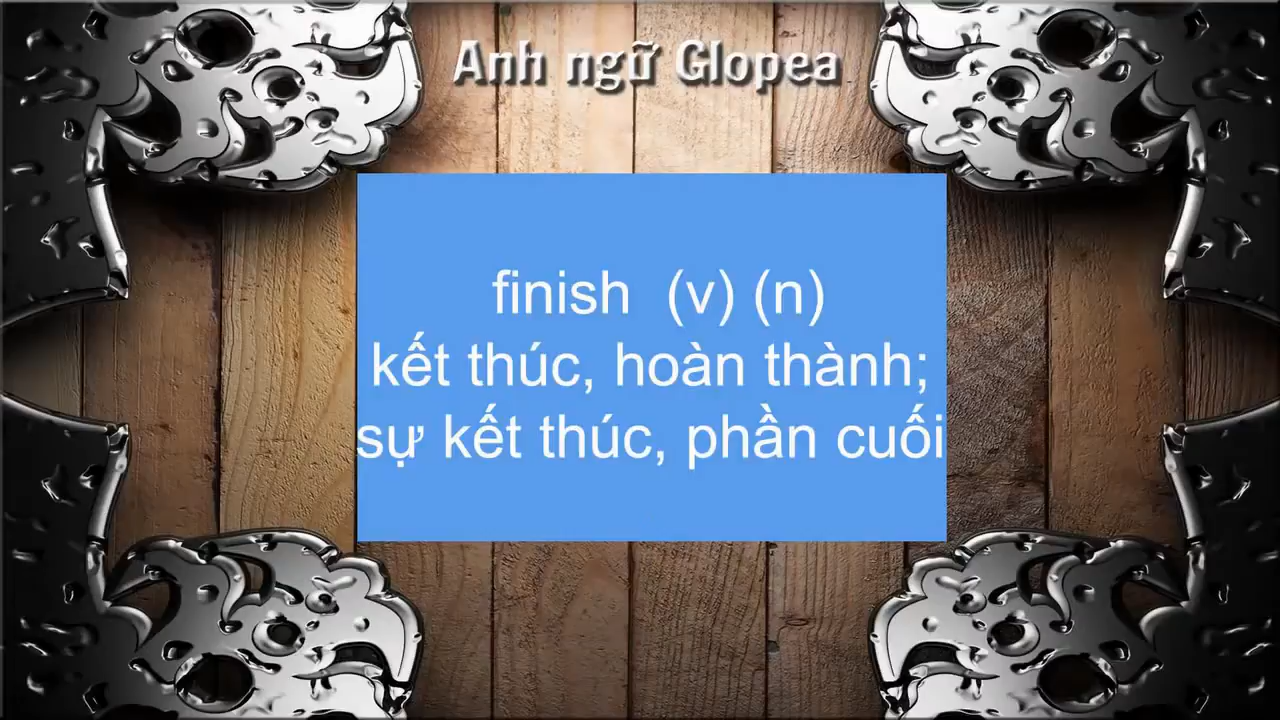 Anh ngữ Glopea
finish (v) (n)
kết thúc, hoàn thành;
sự kết thúc, phần cuối